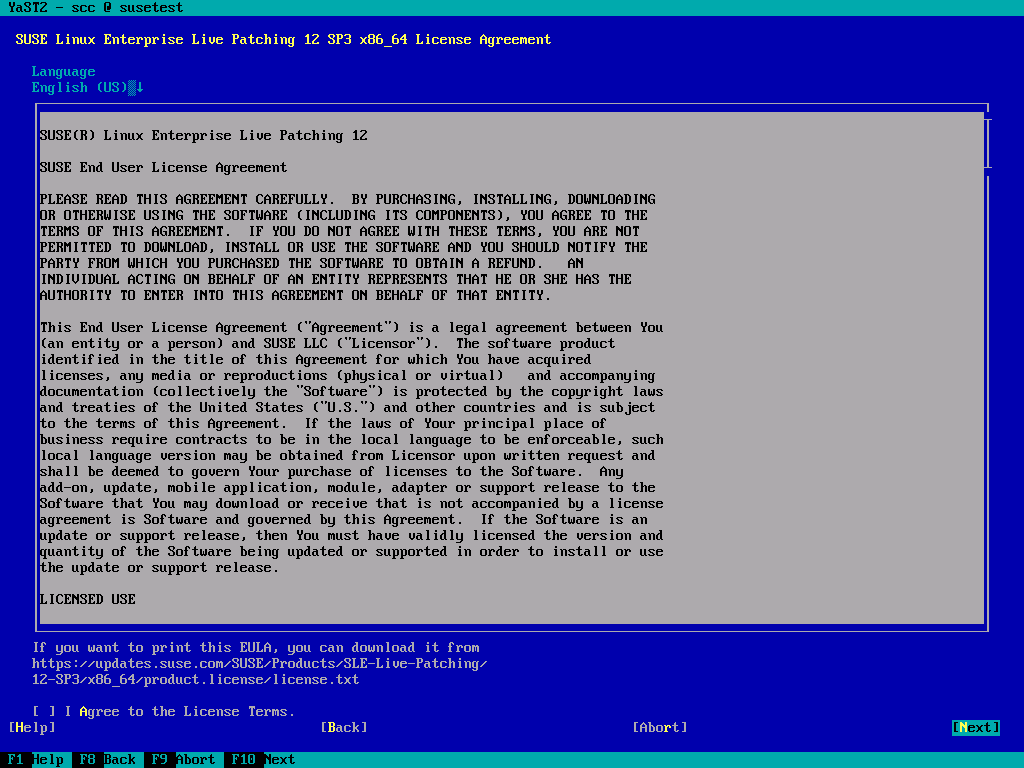 YaST2 - scc @ susetest
SUSE Linux Enterprise Live Patching 12 SP3 x86_64 License Agreement
Language
English (US)▒↓
SUSE(R) Linux Enterprise Live Patching 12
SUSE End User License Agreement
PLEASE READ THIS AGREEMENT CAREFULLY.  BY PURCHASING, INSTALLING, DOWNLOADING
OR OTHERWISE USING THE SOFTWARE (INCLUDING ITS COMPONENTS), YOU AGREE TO THE
TERMS OF THIS AGREEMENT.  IF YOU DO NOT AGREE WITH THESE TERMS, YOU ARE NOT
PERMITTED TO DOWNLOAD, INSTALL OR USE THE SOFTWARE AND YOU SHOULD NOTIFY THE
PARTY FROM WHICH YOU PURCHASED THE SOFTWARE TO OBTAIN A REFUND.   AN
INDIVIDUAL ACTING ON BEHALF OF AN ENTITY REPRESENTS THAT HE OR SHE HAS THE
AUTHORITY TO ENTER INTO THIS AGREEMENT ON BEHALF OF THAT ENTITY.
This End User License Agreement ("Agreement") is a legal agreement between You
(an entity or a person) and SUSE LLC ("Licensor").  The software product
identified in the title of this Agreement for which You have acquired
licenses, any media or reproductions (physical or virtual)   and accompanying
documentation (collectively the "Software") is protected by the copyright laws
and treaties of the United States ("U.S.") and other countries and is subject
to the terms of this Agreement.  If the laws of Your principal place of
business require contracts to be in the local language to be enforceable, such
local language version may be obtained from Licensor upon written request and
shall be deemed to govern Your purchase of licenses to the Software.  Any
add-on, update, mobile application, module, adapter or support release to the
Software that You may download or receive that is not accompanied by a license
agreement is Software and governed by this Agreement.  If the Software is an
update or support release, then You must have validly licensed the version and
quantity of the Software being updated or supported in order to install or use
the update or support release.
LICENSED USE
If you want to print this EULA, you can download it from
https://updates.suse.com/SUSE/Products/SLE-Live-Patching/
12-SP3/x86_64/product.license/license.txt
[ ] I Agree to the License Terms.
[Help] [Back] [Abort] [Next]
F1 Help F8 Back F9 Abort F10 Next